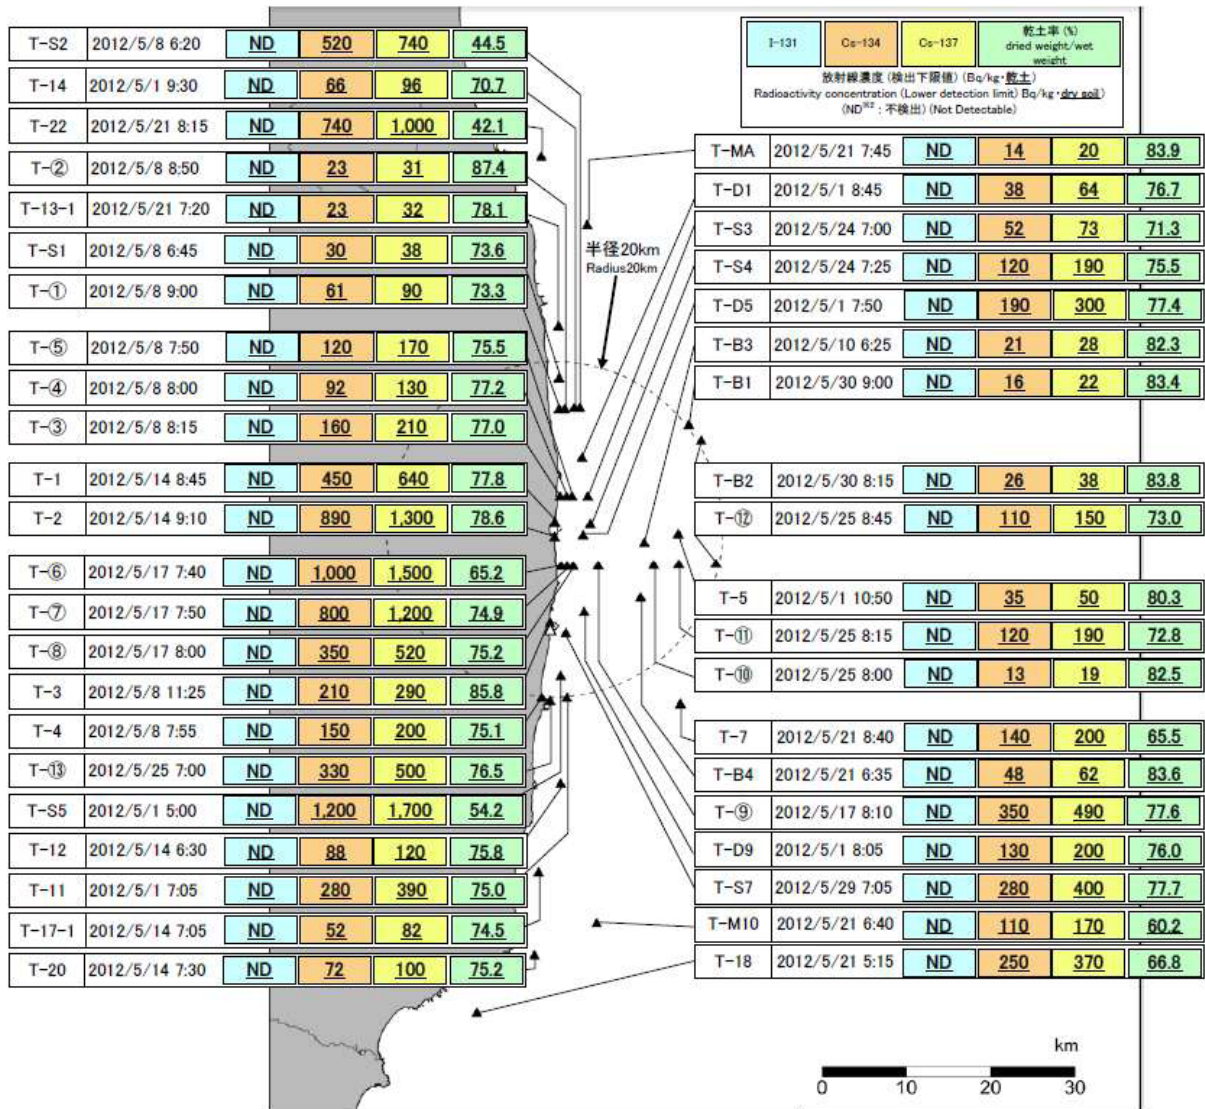 T-S2 2012/5/8 6:20 ND 520 740 44.5
T-14 2012/5/1 9:30 ND 66 96 70.7
T-22 2012/5/21 8:15 ND 740 1,000 42.1
T-② 2012/5/8 8:50 ND 23 31 87.4
T-13-1 2012/5/21 7:20 ND 23 32 78.1
T-S1 2012/5/8 6:45 ND 30 38 73.6
T-① 2012/5/8 9:00 ND 61 90 73.3
T-⑤ 2012/5/8 7:50 ND 120 170 75.5
T-④ 2012/5/8 8:00 ND 92 130 77.2
T-③ 2012/5/8 8:15 ND 160 210 77.0
T-1 2012/5/14 8:45 ND 450 640 77.8
T-2 2012/5/14 9:10 ND 890 1,300 78.6
T-⑥ 2012/5/17 7:40 ND 1,000 1,500 65.2
T-⑦ 2012/5/17 7:50 ND 800 1,200 74.9
T-⑧ 2012/5/17 8:00 ND 350 520 75.2
T-3 2012/5/8 11:25 ND 210 290 85.8
T-4 2012/5/8 7:55 ND 150 200 75.1
T-⑬ 2012/5/25 7:00 ND 330 500 76.5
T-S5 2012/5/1 5:00 ND 1,200 1,700 54.2
T-12 2012/5/14 6:30 ND 88 120 75.8
T-11 2012/5/1 7:05 ND 280 390 75.0
T-17-1 2012/5/14 7:05 ND 52 82 74.5
T-20 2012/5/14 7:30 ND 72 100 75.2
半径20km
Radius20km
I-131 Cs-134 Cs-137 乾土率(%)
dried weight/wet
weight
放射線濃度(検出下限値)(Bq/kg・乾土)
Radioactivity concentration(Lower detection limit) Bq/kg・dry soil)
(ND※2:不検出)(Not Detectable)
T-MA 2012/5/21 7:45 ND 14 20 83.9
T-D1 2012/5/1 8:45 ND 38 64 76.7
T-S3 2012/5/24 7:00 ND 52 73 71.3
T-S4 2012/5/24 7:25 ND 120 190 75.5
T-D5 2012/5/1 7:50 ND 190 300 77.4
T-B3 2012/5/10 6:25 ND 21 28 82.3
T-B1 2012/5/30 9:00 ND 16 22 83.4
T-B2 2012/5/30 8:15 ND 26 38 83.8
T-⑫ 2012/5/25 8:45 ND 110 150 73.0
T-5 2012/5/1 10:50 ND 35 50 80.3
T-⑪ 2012/5/25 8:15 ND 120 190 72.8
T-⑩ 2012/5/25 8:00 ND 13 19 82.5
T-7 2012/5/21 8:40 ND 140 200 65.5
T-B4 2012/5/21 6:35 ND 48 62 83.6
T-⑨ 2012/5/17 8:10 ND 350 490 77.6
T-D9 2012/5/1 8:05 ND 130 200 76.0
T-S7 2012/5/29 7:05 ND 280 400 77.7
T-M10 2012/5/21 6:40 ND 110 170 60.2
T-18 2012/5/21 5:15 ND 250 370 66.8
km
0 10 20 30